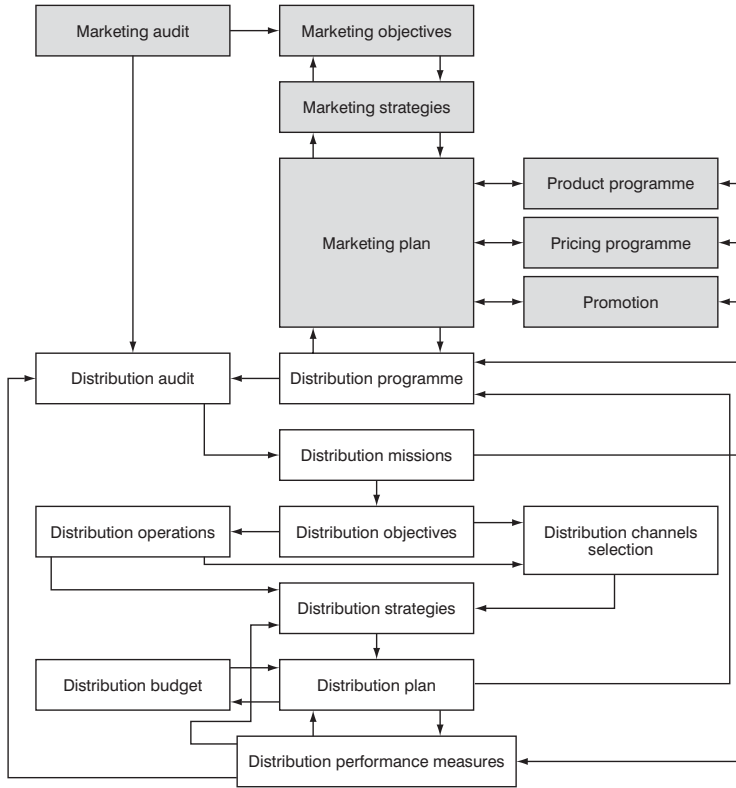 Marketing audit
Marketing objectives
Marketing strategies
Marketing plan
Product programme
Pricing programme
Promotion
Distribution audit
Distribution programme
Distribution missions
Distribution operations
Distribution objectives
Distribution channels
selection
Distribution strategies
Distribution budget
Distribution plan
Distribution performance measures